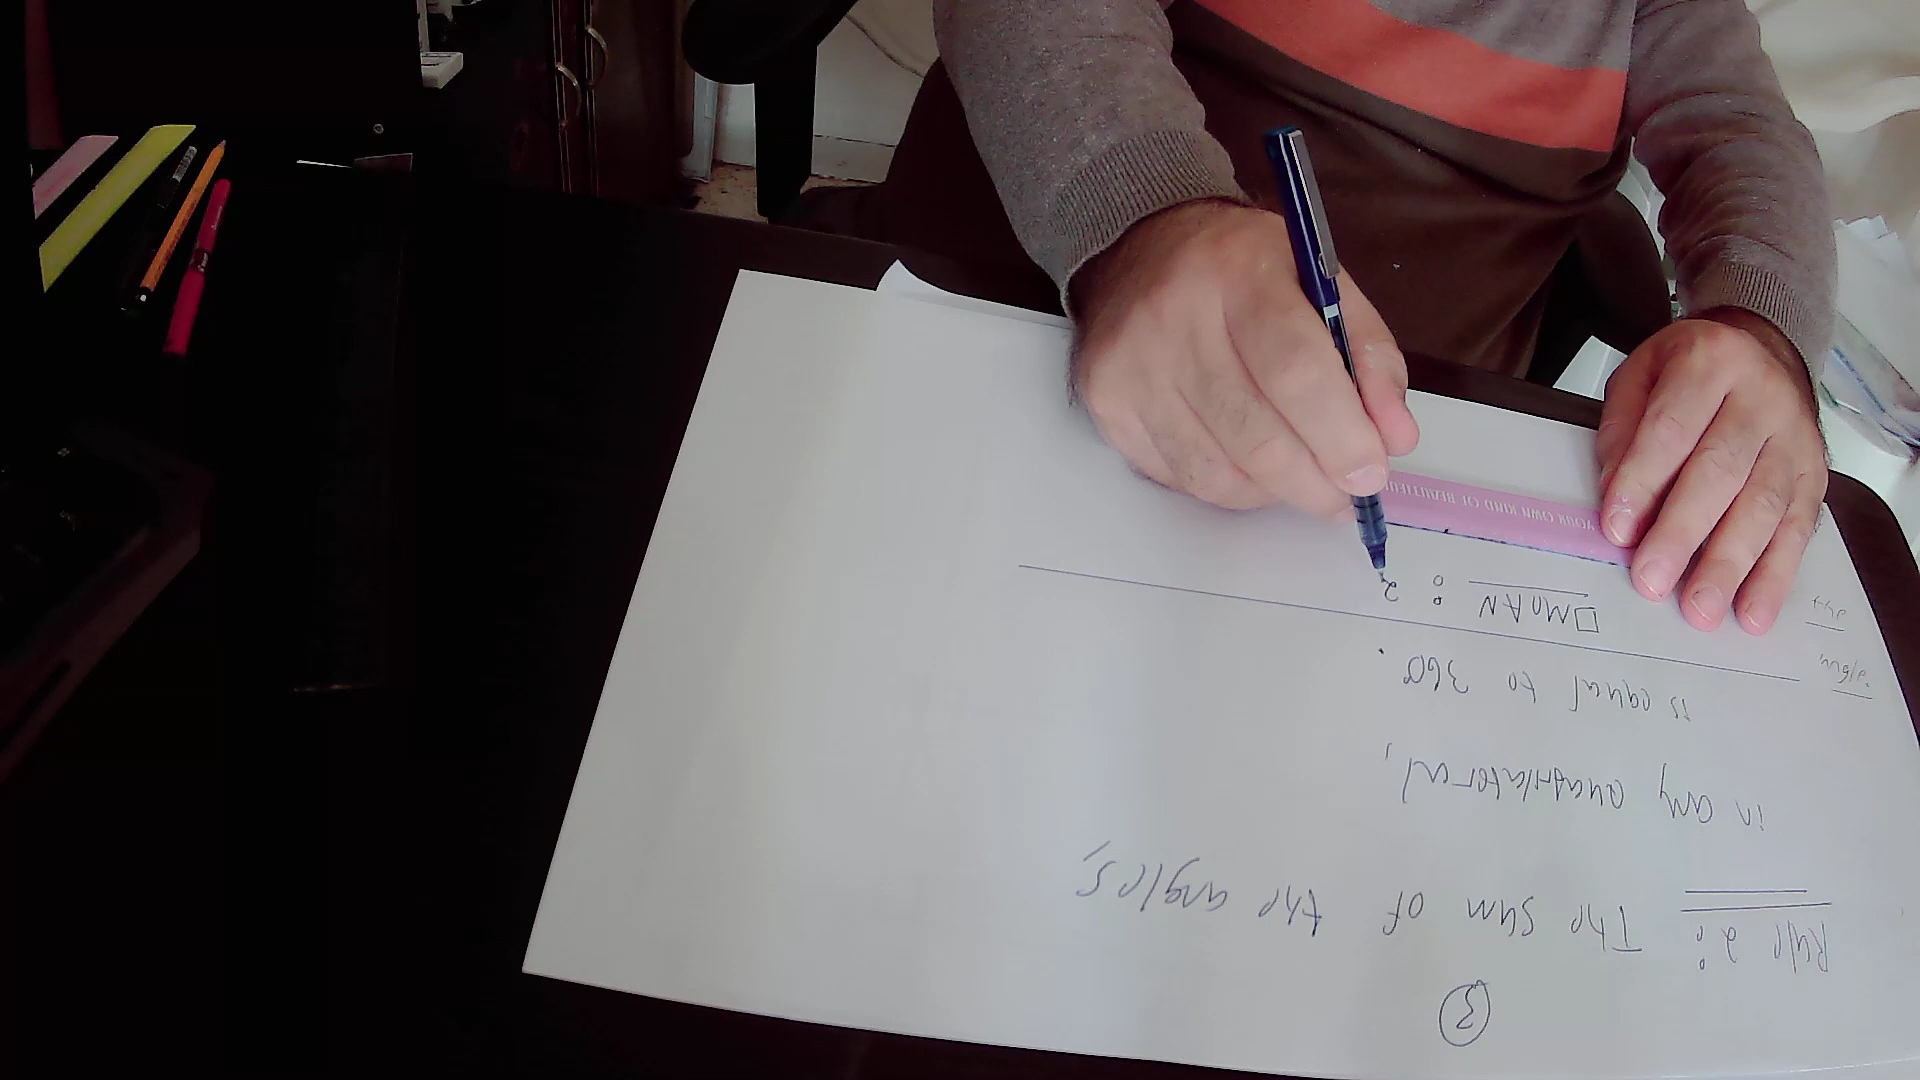 3
Rule 2: The sum of the angles,
in any quadrilateral,
is equal to 360°.
□MOAN : 2
YOUR OWN KIND OF BEAUTIFUL